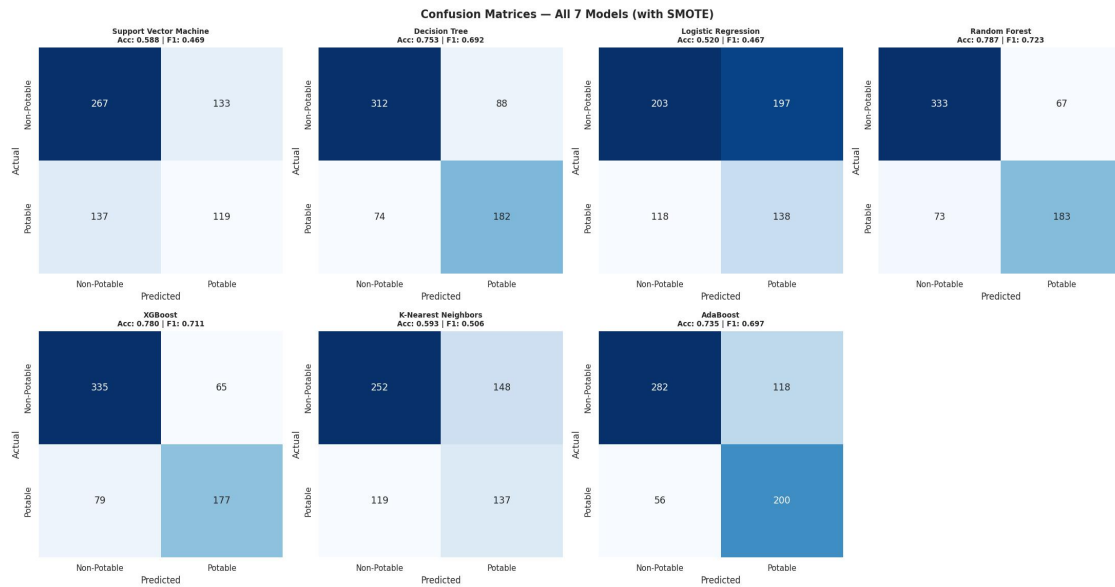 Confusion Matrices — All 7 Models (with SMOTE)
Support Vector Machine
Acc: 0.588 | F1: 0.469
Actual
Non-Potable
267
133
Potable
137
119
Non-Potable
Potable
Predicted
Decision Tree
Acc: 0.753 | F1: 0.692
Actual
Non-Potable
312
88
Potable
74
182
Non-Potable
Potable
Predicted
Logistic Regression
Acc: 0.520 | F1: 0.467
Actual
Non-Potable
203
197
Potable
118
138
Non-Potable
Potable
Predicted
Random Forest
Acc: 0.787 | F1: 0.723
Actual
Non-Potable
333
67
Potable
73
183
Non-Potable
Potable
Predicted
XGBoost
Acc: 0.780 | F1: 0.711
Actual
Non-Potable
335
65
Potable
79
177
Non-Potable
Potable
Predicted
K-Nearest Neighbors
Acc: 0.593 | F1: 0.506
Actual
Non-Potable
252
148
Potable
119
137
Non-Potable
Potable
Predicted
AdaBoost
Acc: 0.735 | F1: 0.697
Actual
Non-Potable
282
118
Potable
56
200
Non-Potable
Potable
Predicted